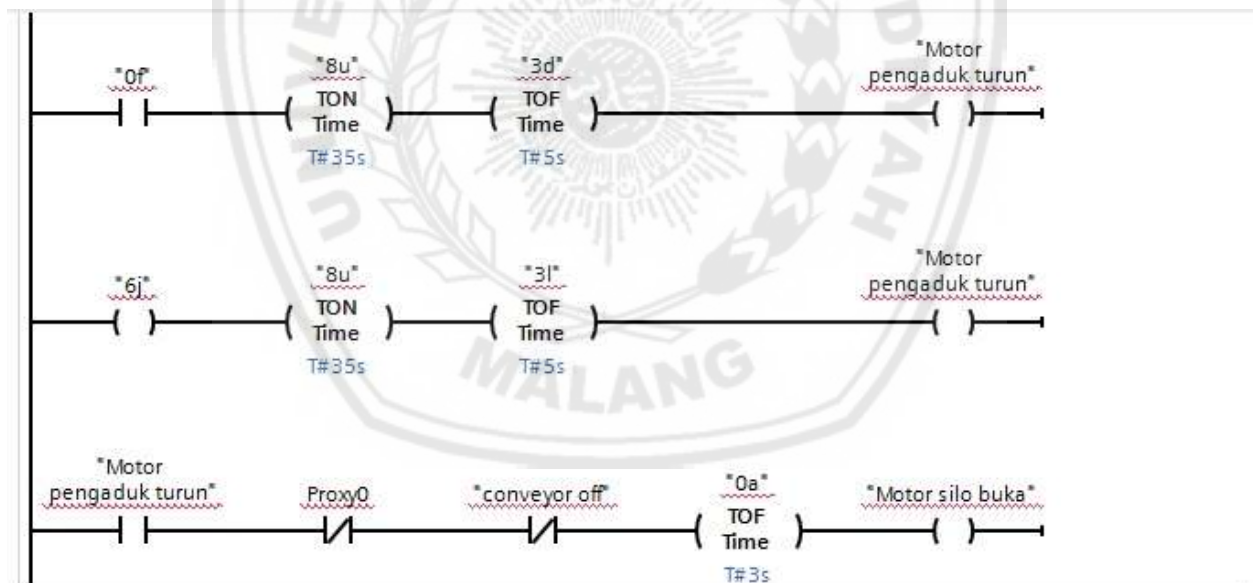 "0f"
"8u"
TON
Time
T#35s
"3d"
TOF
Time
T#5s
"Motor
pengaduk turun"
"6j"
"8u"
TON
Time
T#35s
"3l"
TOF
Time
T#5s
"Motor
pengaduk turun"
MALANG
"Motor
pengaduk turun"
Proxy0
"conveyor off"
"0a"
TOF
Time
T#3s
"Motor silo buka"